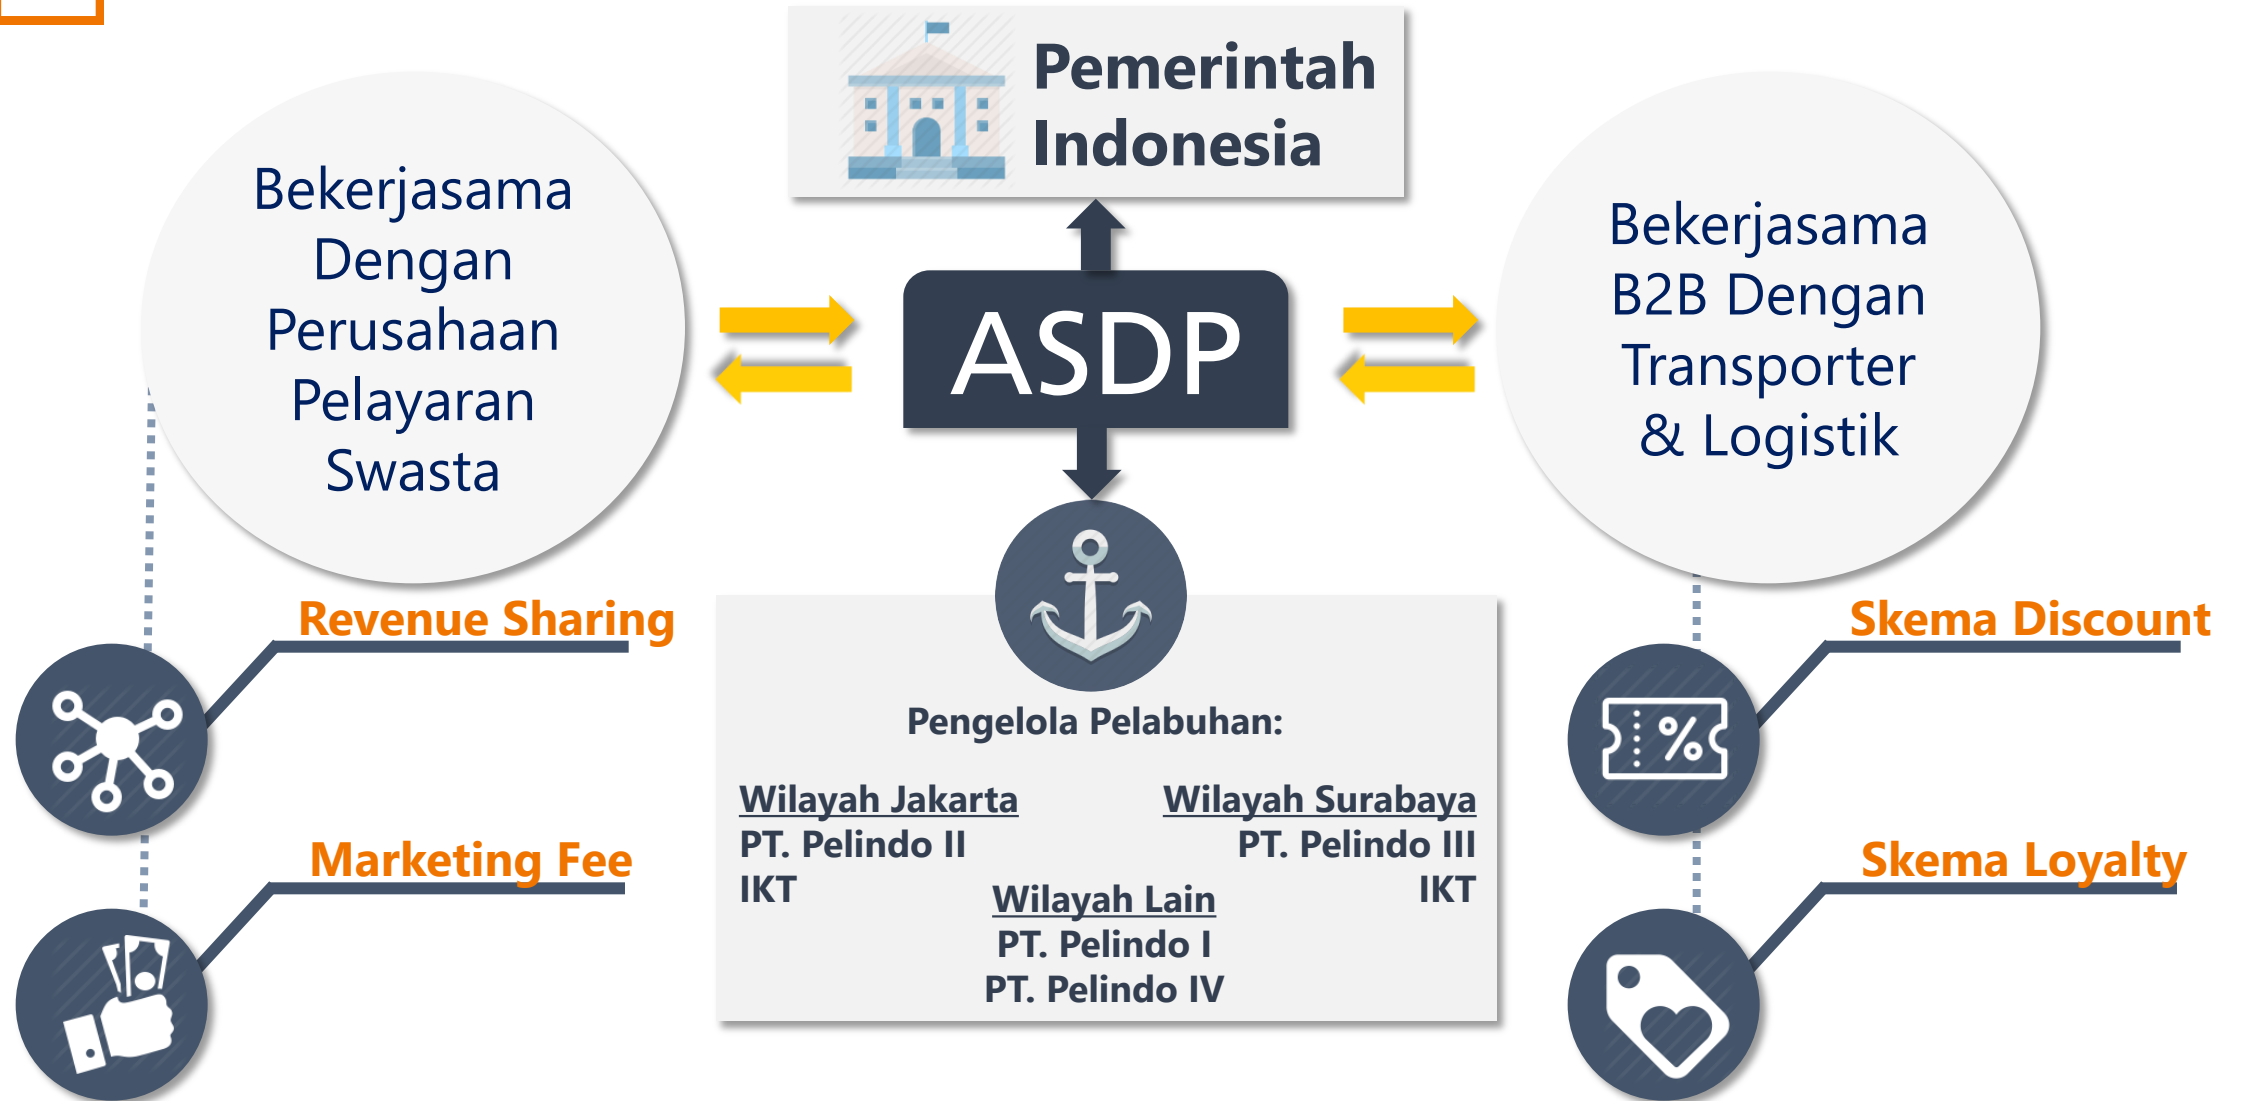 Pemerintah
Indonesia
Bekerjasama
Dengan
Perusahaan
Pelayaran
Swasta
ASDP
Bekerjasama
B2B Dengan
Transporter
& Logistik
Revenue Sharing
Marketing Fee
Pengelola Pelabuhan:
Wilayah Jakarta
PT. Pelindo II
IKT
Wilayah Surabaya
PT. Pelindo III
IKT
Wilayah Lain
PT. Pelindo I
PT. Pelindo IV
Skema Discount
%
Skema Loyalty